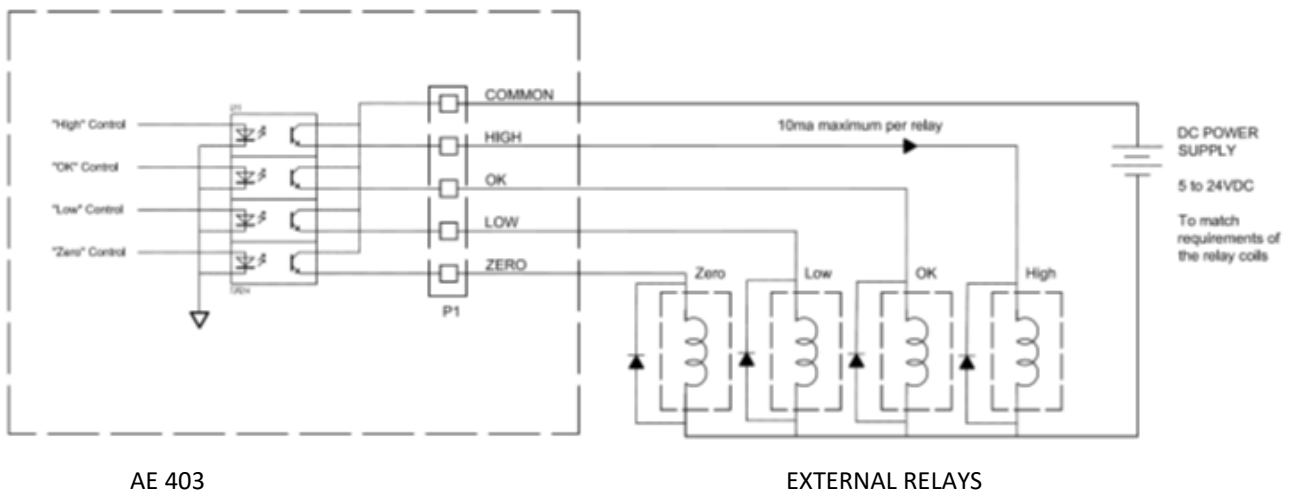 COMMON
"High" Control
HIGH
10ma maximum per relay
DC POWER
SUPPLY
"OK" Control
OK
5 to 24VDC
"Low" Control
LOW
To match
requirements of
the relay coils
"Zero" Control
ZERO
Zero
Low
OK
High
P1
AE 403
EXTERNAL RELAYS